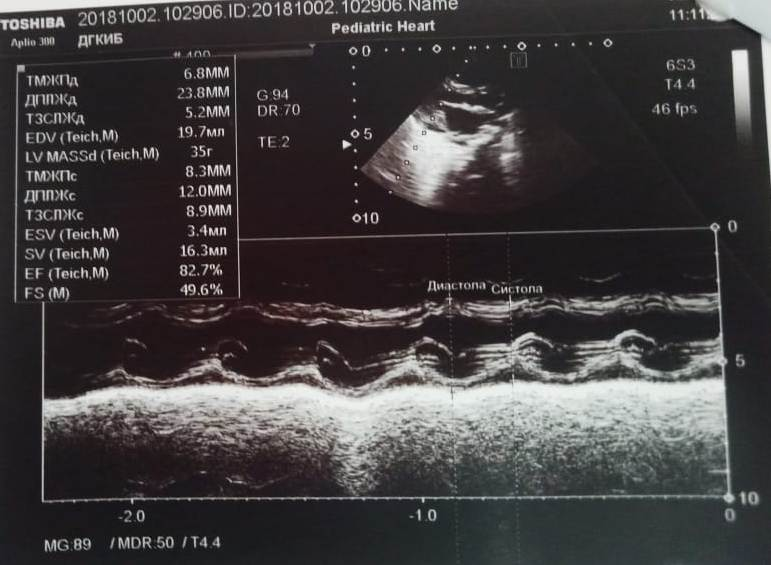 TOSHIBA 20181002.102906.ID:20181002.102906.Name
Pediatric Heart 11:11:
Aplio 300 ДГКИБ
ТМЖПд 6.8мм
ДПЛЖд 23.8мм
ТЗСЛЖд 5.2мм
EDV (Teich,M) 19.7мл
LV MASSd (Teich,M) 35г
ТМЖПс 8.3мм
ДПЛЖс 12.0мм
ТЗСЛЖс 8.9мм
ESV (Teich,M) 3.4мл
SV (Teich,M) 16.3мл
EF (Teich,M) 82.7%
FS (M) 49.6%
G:94
DR:70
TE:2
0
5
10
6S3
T4.4
46 fps
0
Диастола Систола
5
10
-2.0 -1.0 0
MG:89 /MDR:50 /T4.4